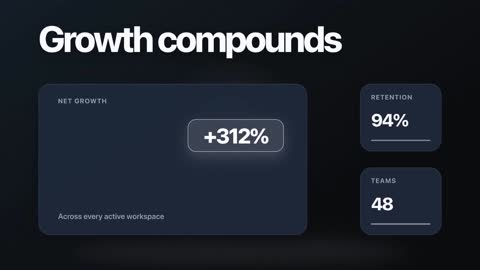 Growth compounds
NET GROWTH
+312%
Across every active workspace
RETENTION
94%
TEAMS
48